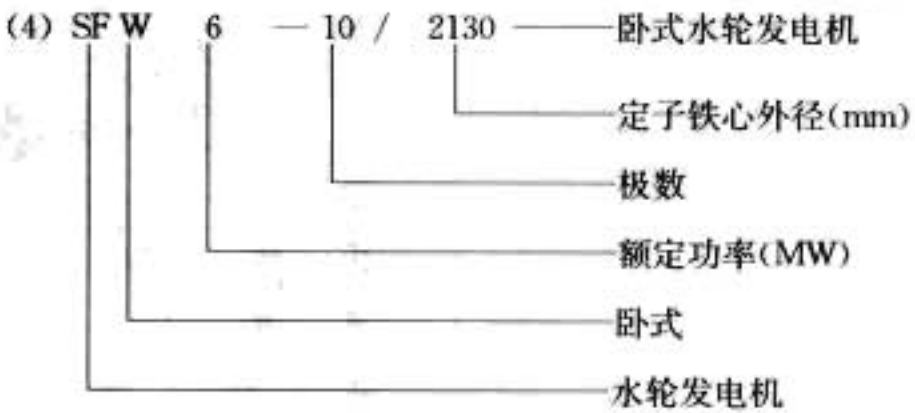 (4) SF W 6 — 10 / 2130 —— 卧式水轮发电机
定子铁心外径(mm)
极数
额定功率(MW)
卧式
水轮发电机